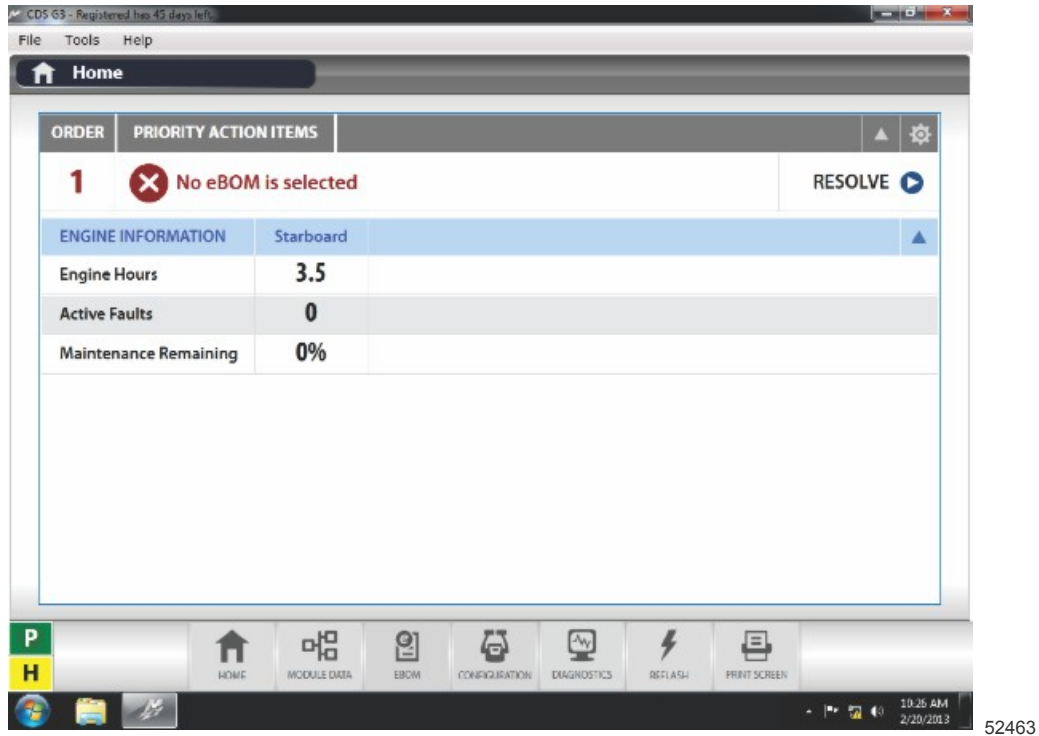 CDS G3 - Registered has 45 days left.
File Tools Help
Home
ORDER PRIORITY ACTION ITEMS
1 No eBOM is selected RESOLVE
ENGINE INFORMATION Starboard
Engine Hours 3.5
Active Faults 0
Maintenance Remaining 0%
P
H
HOME MODULE DATA EBOM CONFIGURATION DIAGNOSTICS REFLASH PRINT SCREEN
10:26 AM
2/20/2013
52463